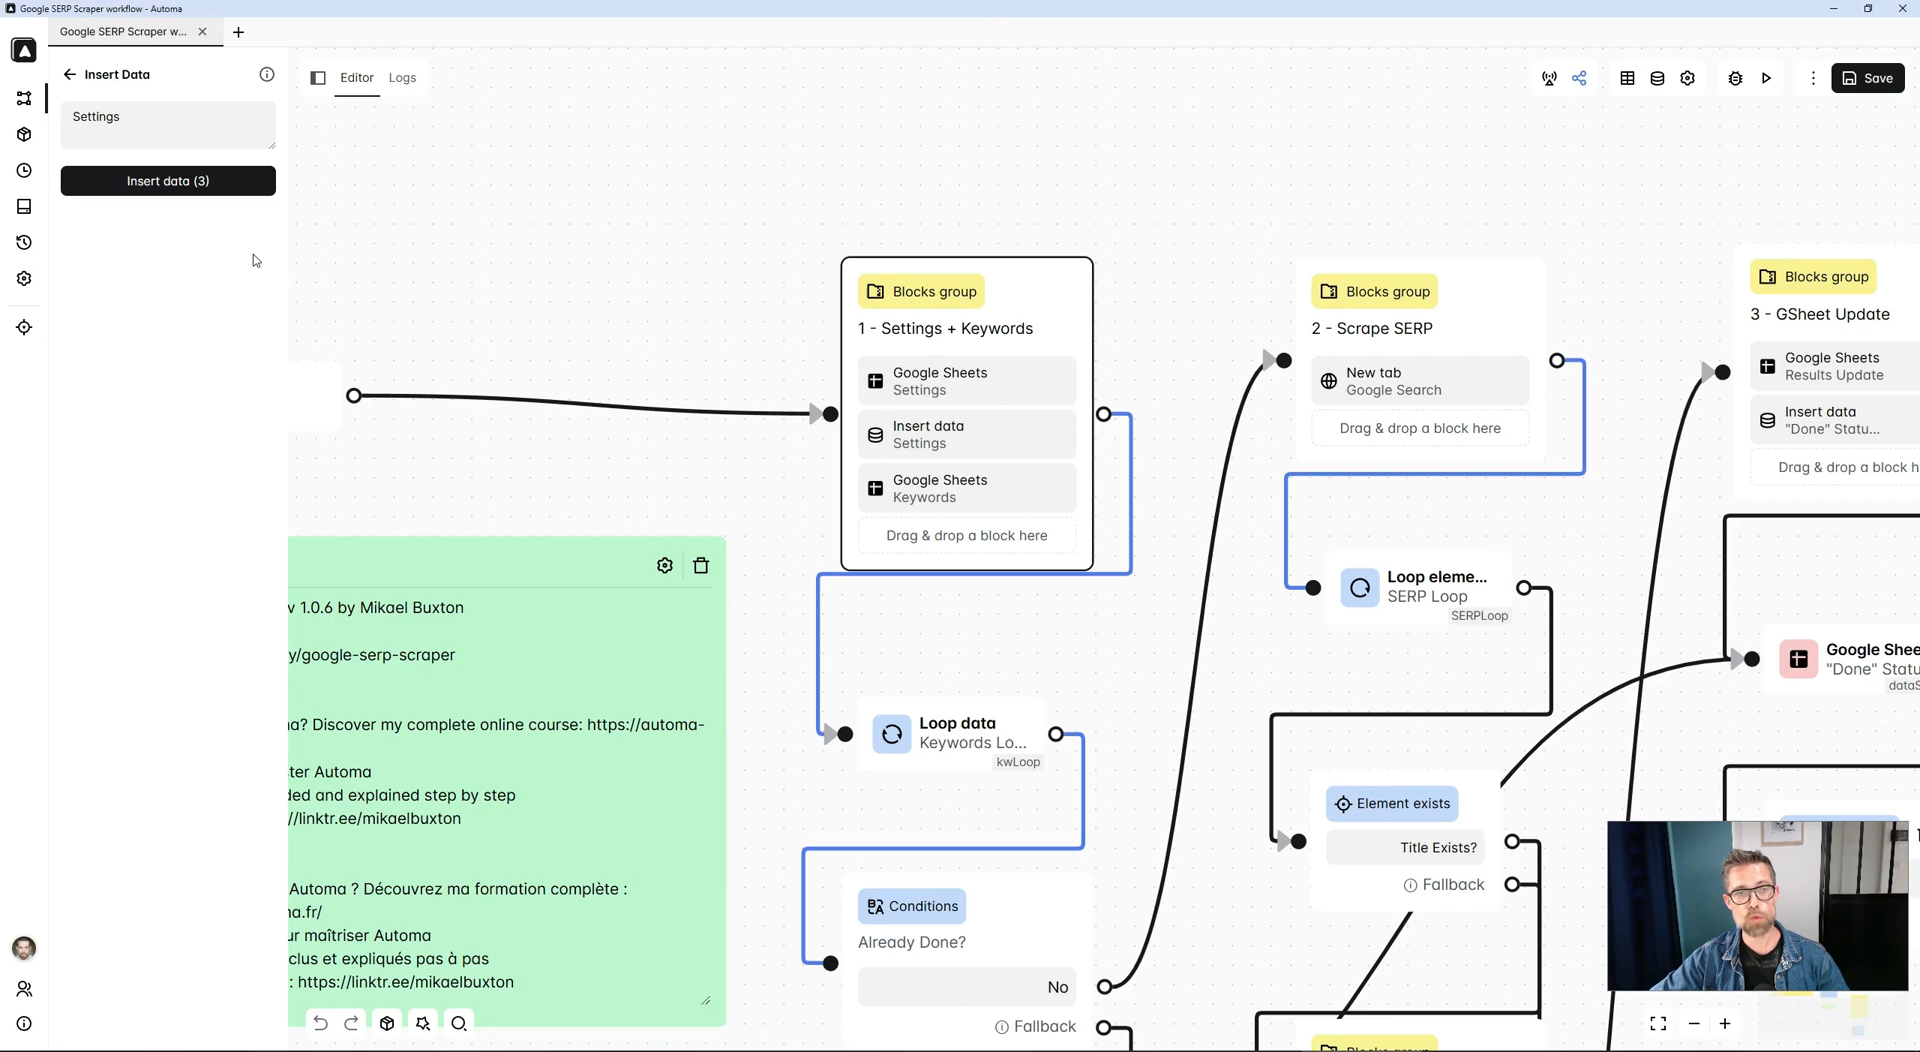 Google SERP Scraper workflow - Automa
Google SERP Scraper w...
Insert Data
Settings
Insert data (3)
Editor
Logs
Save
Blocks group
1 - Settings + Keywords
Google Sheets
Settings
Insert data
Settings
Google Sheets
Keywords
Drag & drop a block here
Blocks group
2 - Scrape SERP
New tab
Google Search
Drag & drop a block here
Blocks group
3 - GSheet Update
Google Sheets
Results Update
Insert data
"Done" Statu...
Drag & drop a block h
Loop eleme...
SERP Loop
SERPLoop
Google Shee
"Done" Statu
dataS
v 1.0.6 by Mikael Buxton
y/google-serp-scraper
na? Discover my complete online course: https://automa-
ter Automa
ded and explained step by step
//linktr.ee/mikaelbuxton
Automa ? Découvrez ma formation complète :
na.fr/
ur maîtriser Automa
clus et expliqués pas à pas
: https://linktr.ee/mikaelbuxton
Loop data
Keywords Lo...
kwLoop
Element exists
Title Exists?
Fallback
Conditions
Already Done?
No
Fallback
Blocks group